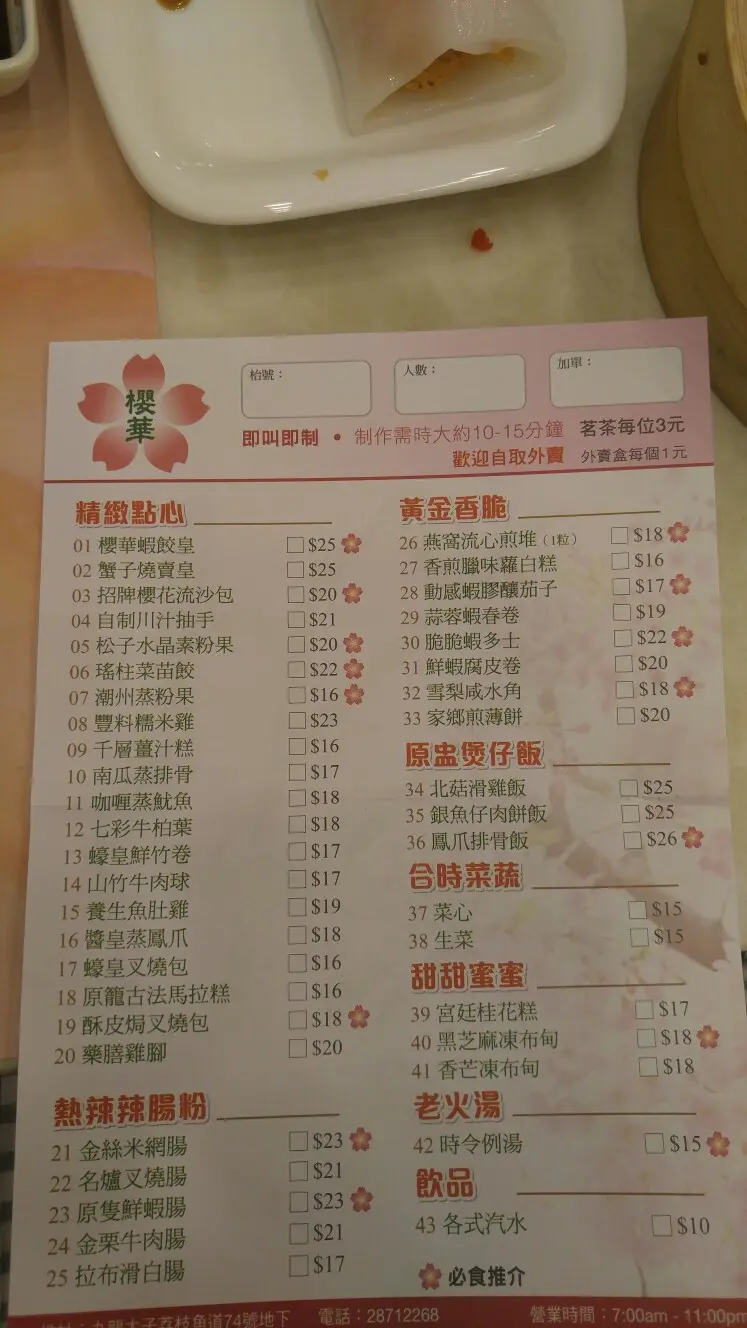 櫻華
枱號：
人數：
加單：
即叫即制 • 制作需時大約10-15分鐘 茗茶每位3元
歡迎自取外賣 外賣盒每個1元
精緻點心
01 櫻華蝦餃皇 $25
02 蟹子燒賣皇 $25
03 招牌櫻花流沙包 $20
04 自制川汁抽手 $21
05 松子水晶素粉果 $20
06 瑤柱菜苗餃 $22
07 潮州蒸粉果 $16
08 豐料糯米雞 $23
09 千層薑汁糕 $16
10 南瓜蒸排骨 $17
11 咖喱蒸魷魚 $18
12 七彩牛柏葉 $18
13 蠔皇鮮竹卷 $17
14 山竹牛肉球 $17
15 養生魚肚雞 $19
16 醬皇蒸鳳爪 $18
17 蠔皇叉燒包 $16
18 原籠古法馬拉糕 $16
19 酥皮焗叉燒包 $18
20 藥膳雞腳 $20
熱辣辣腸粉
21 金絲米網腸 $23
22 名爐叉燒腸 $21
23 原隻鮮蝦腸 $23
24 金栗牛肉腸 $21
25 拉布滑白腸 $17
黃金香脆
26 燕窩流心煎堆（1粒） $18
27 香煎臘味蘿白糕 $16
28 動感蝦膠釀茄子 $17
29 蒜蓉蝦春卷 $19
30 脆脆蝦多士 $22
31 鮮蝦腐皮卷 $20
32 雪梨咸水角 $18
33 家鄉煎薄餅 $20
原盅煲仔飯
34 北菇滑雞飯 $25
35 銀魚仔肉餅飯 $25
36 鳳爪排骨飯 $26
合時菜蔬
37 菜心 $15
38 生菜 $15
甜甜蜜蜜
39 宮廷桂花糕 $17
40 黑芝麻凍布甸 $18
41 香芒凍布甸 $18
老火湯
42 時令例湯 $15
飲品
43 各式汽水 $10
必食推介
地址：九龍太子荔枝角道74號地下 電話：28712268 營業時間：7:00am - 11:00pm